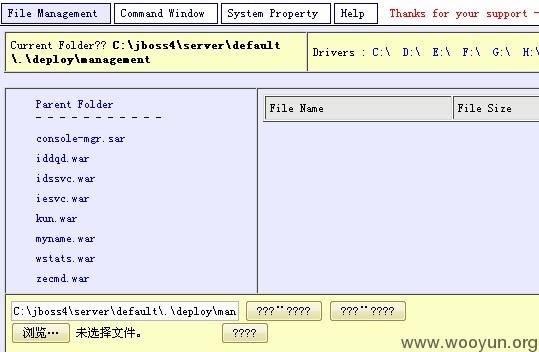 File Management Command Window System Property Help Thanks for your support -
Current Folder?? C:\jboss4\server\default
\.\deploy\management
Drivers : C:\ D:\ E:\ F:\ G:\ H:\
Parent Folder
- - - - - - - - - - -
console-mgr.sar
iddqd.war
idssvc.war
iesvc.war
kun.war
myname.war
wstats.war
zecmd.war
File Name File Size
C:\jboss4\server\default\.\deploy\man ???¨???? ???¨????
浏览… 未选择文件。 ????
www.wooyun.org